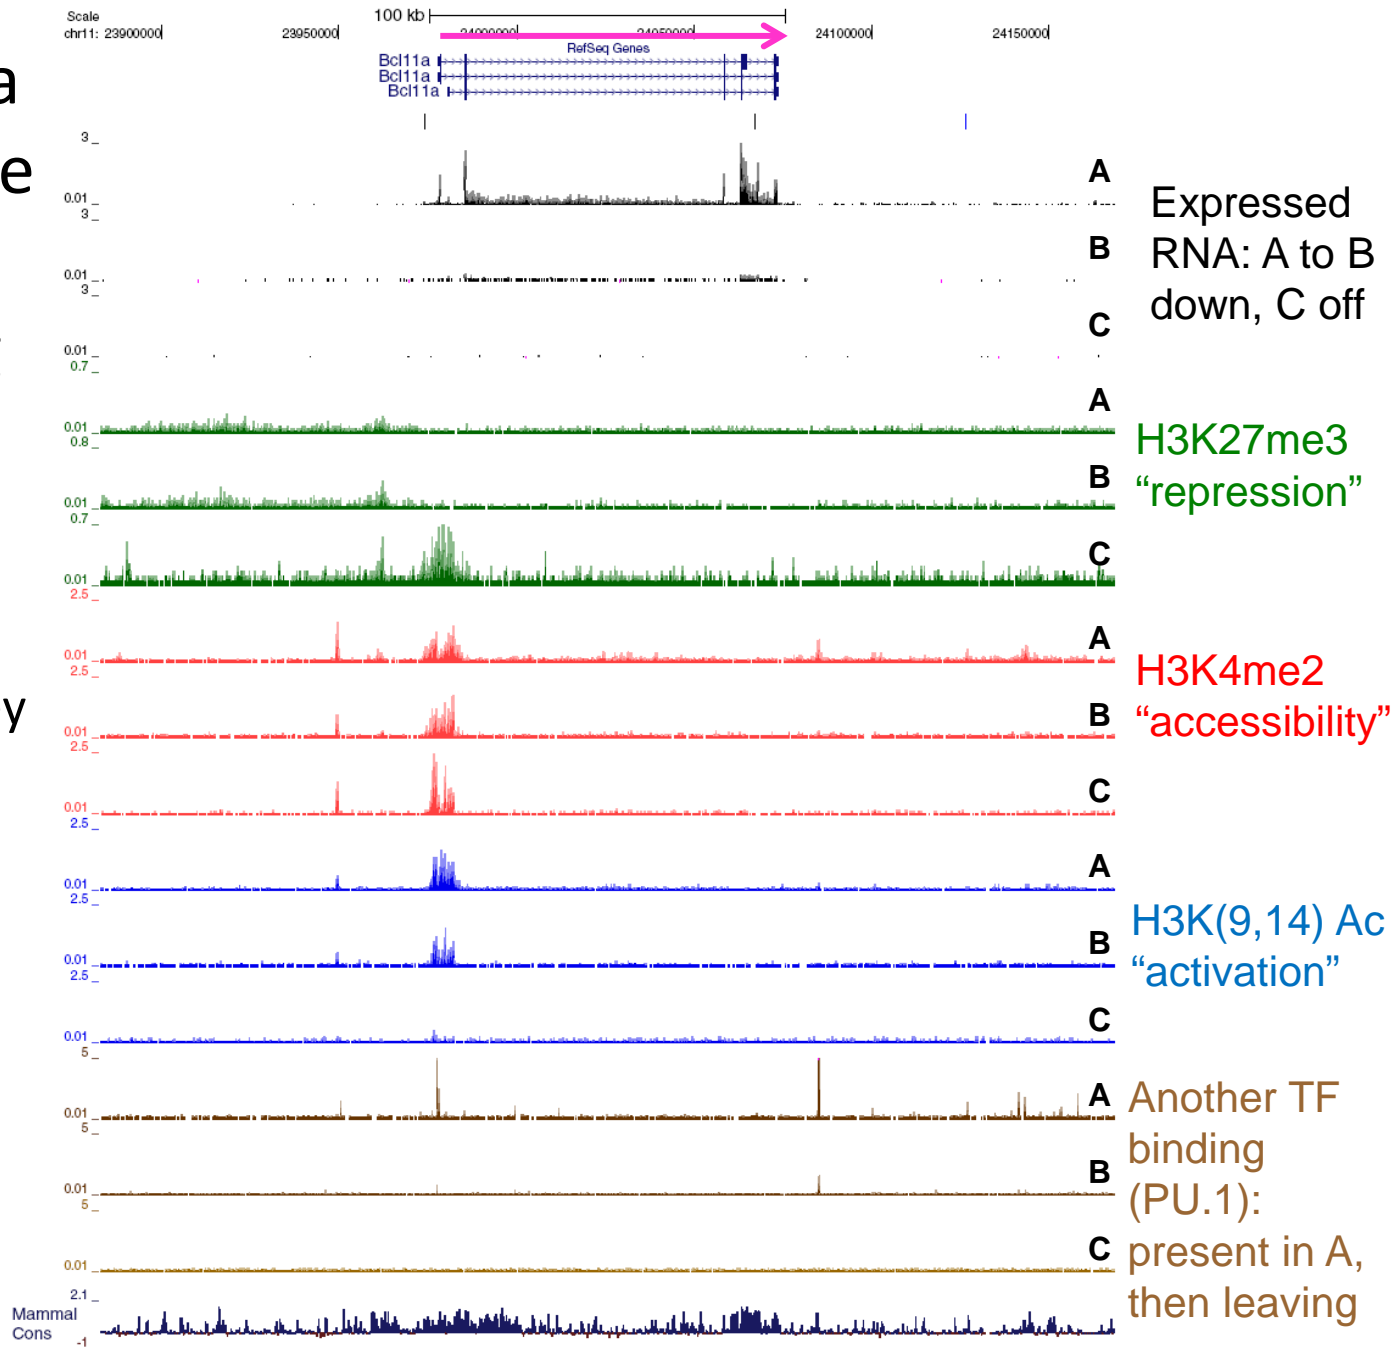 Scale
100 kb
chr11: 23900000 23950000 24000000 24050000 24100000 24150000
RefSeq Genes
Bcl11a
Bcl11a
Bcl11a
a
e
y
3
0.01
A
3
0.01
B
3
0.01
C
Expressed
RNA: A to B
down, C off
0.7
0.01
A
0.8
0.01
B
0.7
0.01
C
H3K27me3
“repression”
2.5
0.01
A
2.5
0.01
B
2.5
0.01
C
H3K4me2
“accessibility”
2.5
0.01
A
2.5
0.01
B
2.5
0.01
C
H3K(9,14) Ac
“activation”
5
0.01
A
5
0.01
B
5
0.01
C
Another TF
binding
(PU.1):
present in A,
then leaving
2.1
Mammal
Cons
-1